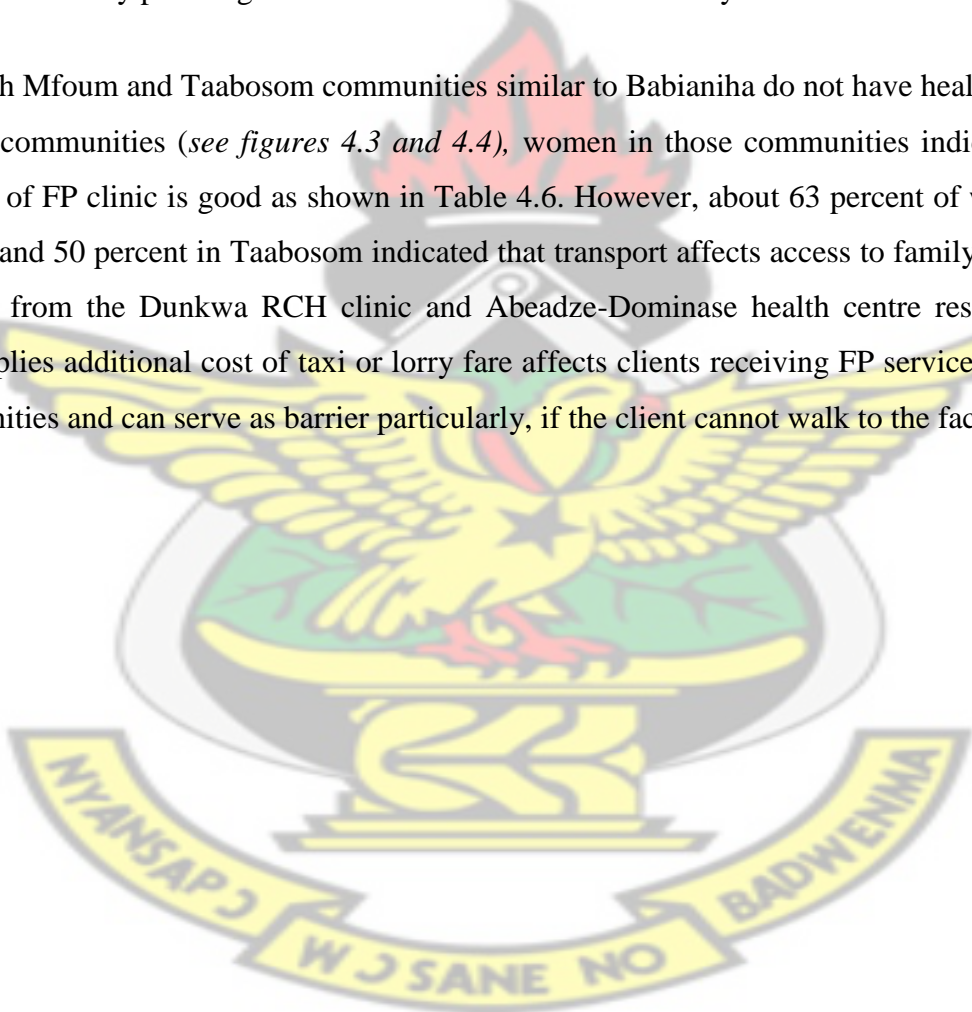 h Mfoum and Taabosom communities similar to Babianiha do not have heal
communities (see figures 4.3 and 4.4), women in those communities indic
of FP clinic is good as shown in Table 4.6. However, about 63 percent of
and 50 percent in Taabosom indicated that transport affects access to family
from the Dunkwa RCH clinic and Abeadze-Dominase health centre res
plies additional cost of taxi or lorry fare affects clients receiving FP service
nities and can serve as barrier particularly, if the client cannot walk to the fac
NYANSAPƆ
WƆSANE NO
BADWENMA